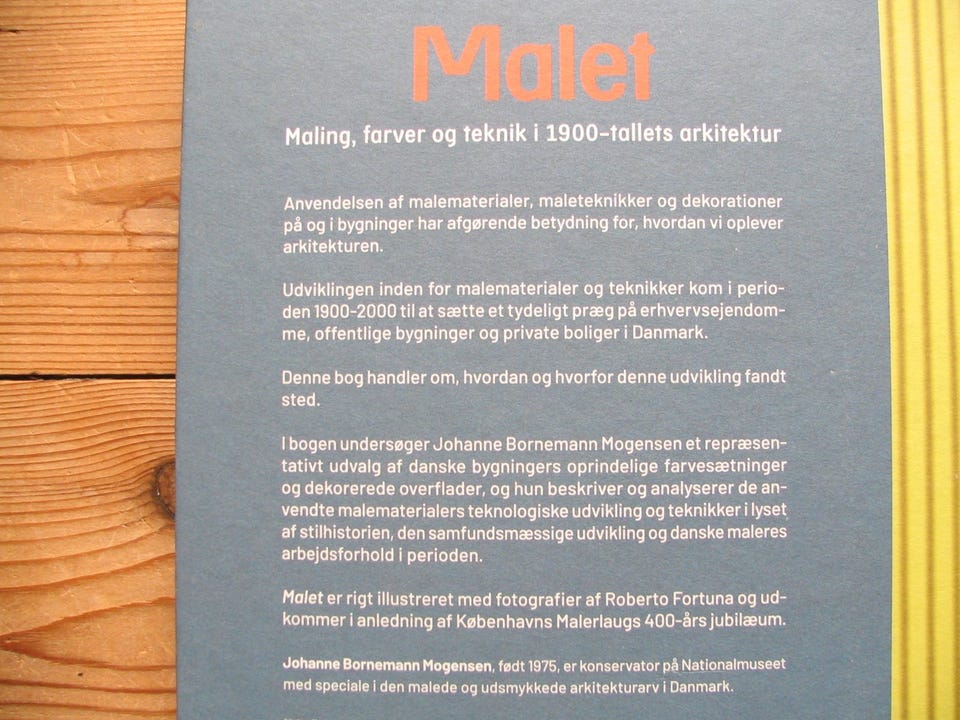 Malet
Maling, farver og teknik i 1900-tallets arkitektur
Anvendelsen af malematerialer, maleteknikker og dekorationer
på og i bygninger har afgørende betydning for, hvordan vi oplever
arkitekturen.
Udviklingen inden for malematerialer og teknikker kom i perio-
den 1900-2000 til at sætte et tydeligt præg på erhvervsejendom-
me, offentlige bygninger og private boliger i Danmark.
Denne bog handler om, hvordan og hvorfor denne udvikling fandt
sted.
I bogen undersøger Johanne Bornemann Mogensen et repræsen-
tativt udvalg af danske bygningers oprindelige farvesætninger
og dekorerede overflader, og hun beskriver og analyserer de an-
vendte malematerialers teknologiske udvikling og teknikker i lyset
af stilhistorien, den samfundsmæssige udvikling og danske maleres
arbejdsforhold i perioden.
Malet er rigt illustreret med fotografier af Roberto Fortuna og ud-
kommer i anledning af Københavns Malerlaugs 400-års jubilæum.
Johanne Bornemann Mogensen, født 1975, er konservator på Nationalmuseet
med speciale i den malede og udsmykkede arkitekturarv i Danmark.